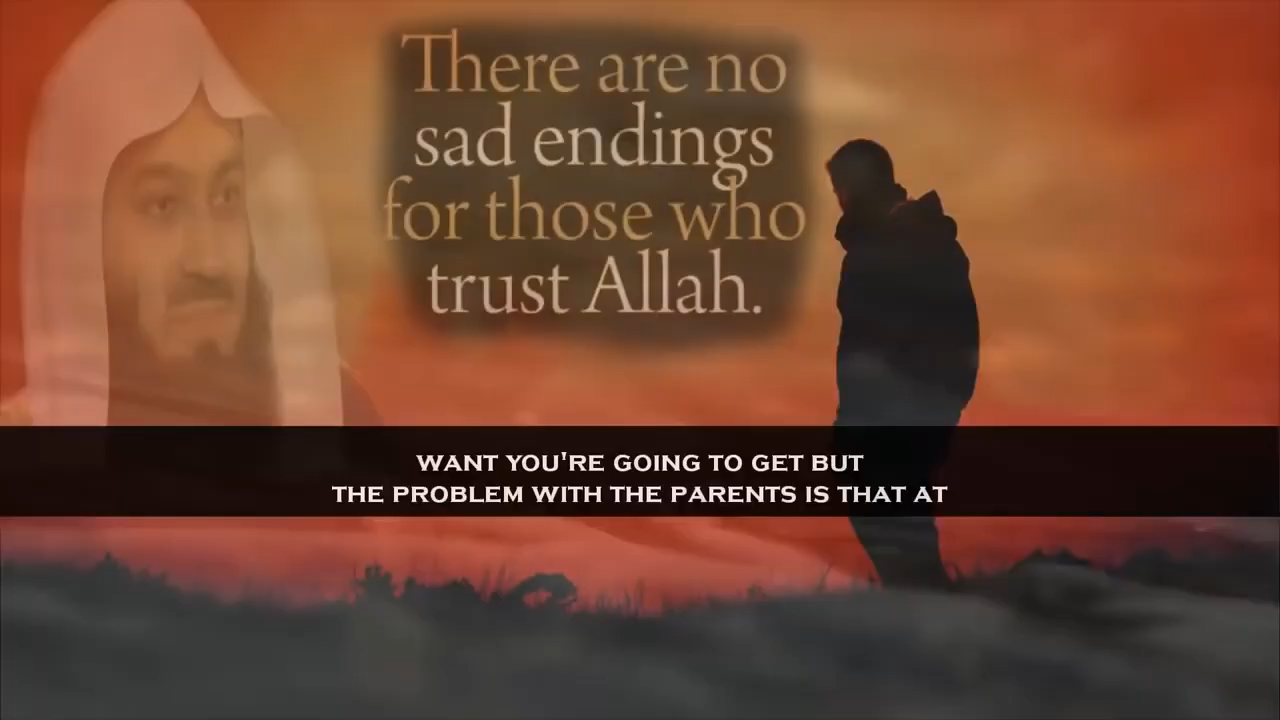 There are no
sad endings
for those who
trust Allah.
WANT YOU'RE GOING TO GET BUT
THE PROBLEM WITH THE PARENTS IS THAT AT